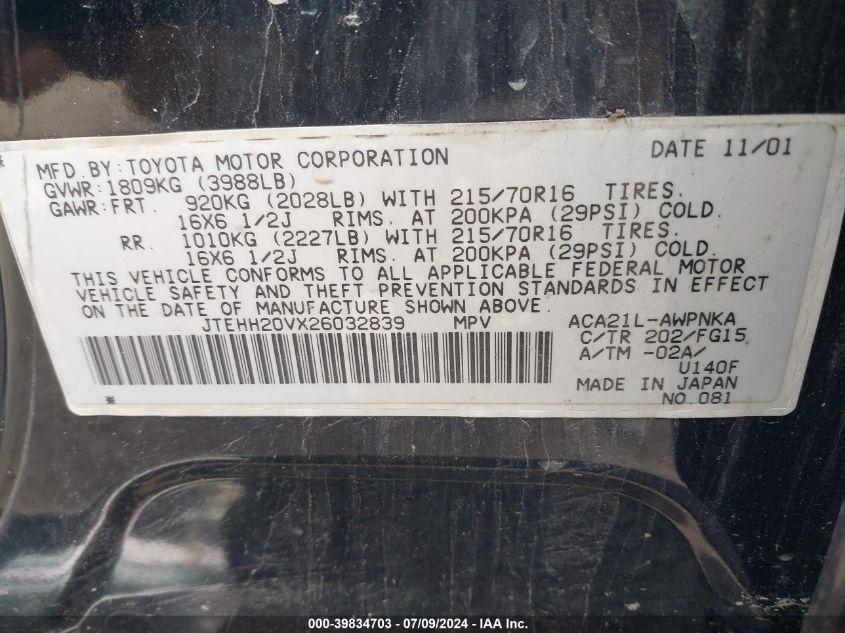 * MFD.BY:TOYOTA MOTOR CORPORATION DATE 11/01
GVWR:1809KG (3988LB)
GAWR:FRT. 920KG (2028LB) WITH 215/70R16 TIRES.
16X6 1/2J RIMS. AT 200KPA (29PSI) COLD.
RR. 1010KG (2227LB) WITH 215/70R16 TIRES.
16X6 1/2J RIMS. AT 200KPA (29PSI) COLD.
THIS VEHICLE CONFORMS TO ALL APPLICABLE FEDERAL MOTOR
VEHICLE SAFETY AND THEFT PREVENTION STANDARDS IN EFFECT
ON THE DATE OF MANUFACTURE SHOWN ABOVE.
JTEHH20VX26032839 MPV ACA21L-AWPNKA
C/TR 202/FG15
A/TM -02A/
U140F
MADE IN JAPAN
* NO.081
000-39834703 - 07/09/2024 - IAA Inc.